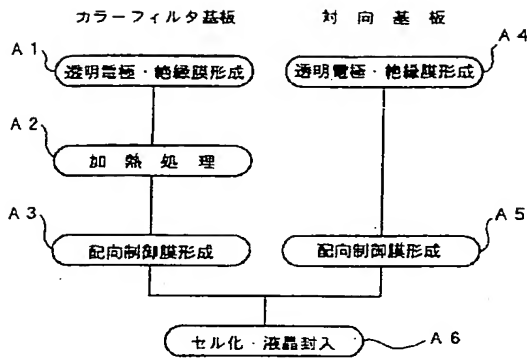 カラーフィルタ基板
対 向 基 板
A1
透明電極・絶縁膜形成
A4
透明電極・絶縁膜形成
A2
加 熱 処 理
A3
配向制御膜形成
A5
配向制御膜形成
セル化・液晶封入
A6